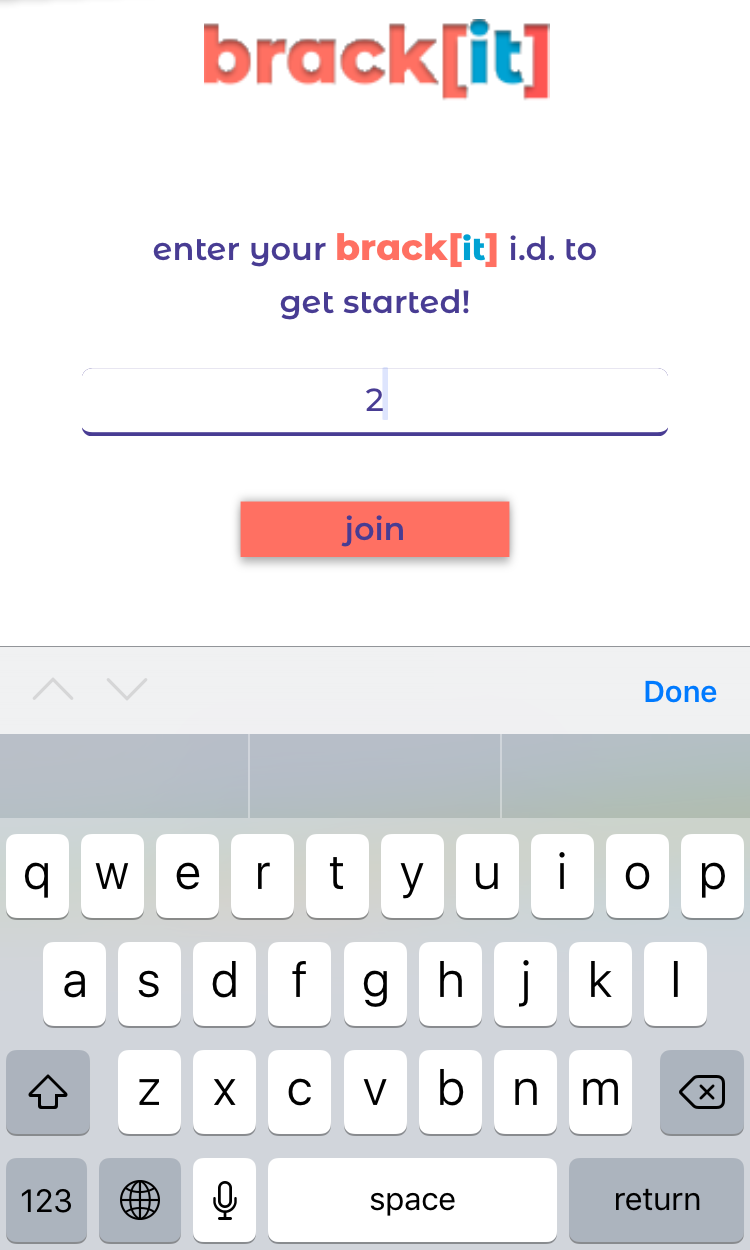 brack[it]
enter your brack[it] i.d. to
get started!
2
join
Done
q w e r t y u i o p
a s d f g h j k l
z x c v b n m
123 space return